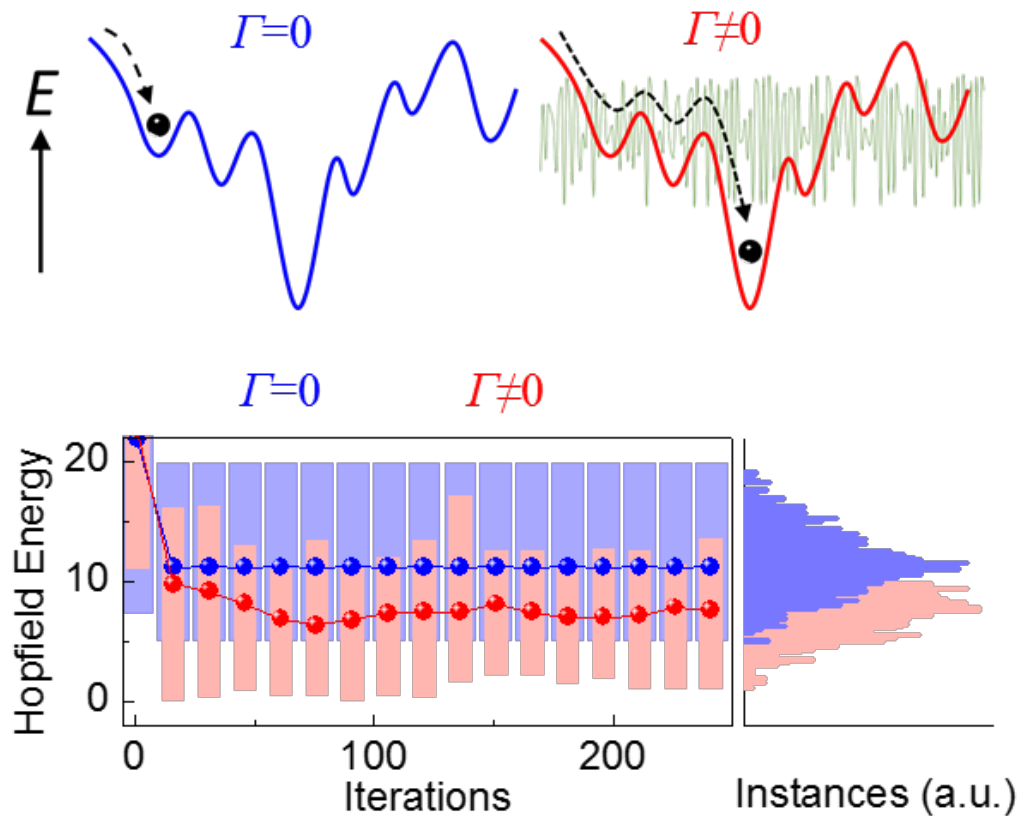 Γ=0
Γ≠0
E
Γ=0
Γ≠0
Hopfield Energy
20
10
0
0
100
200
Iterations
Instances (a.u.)